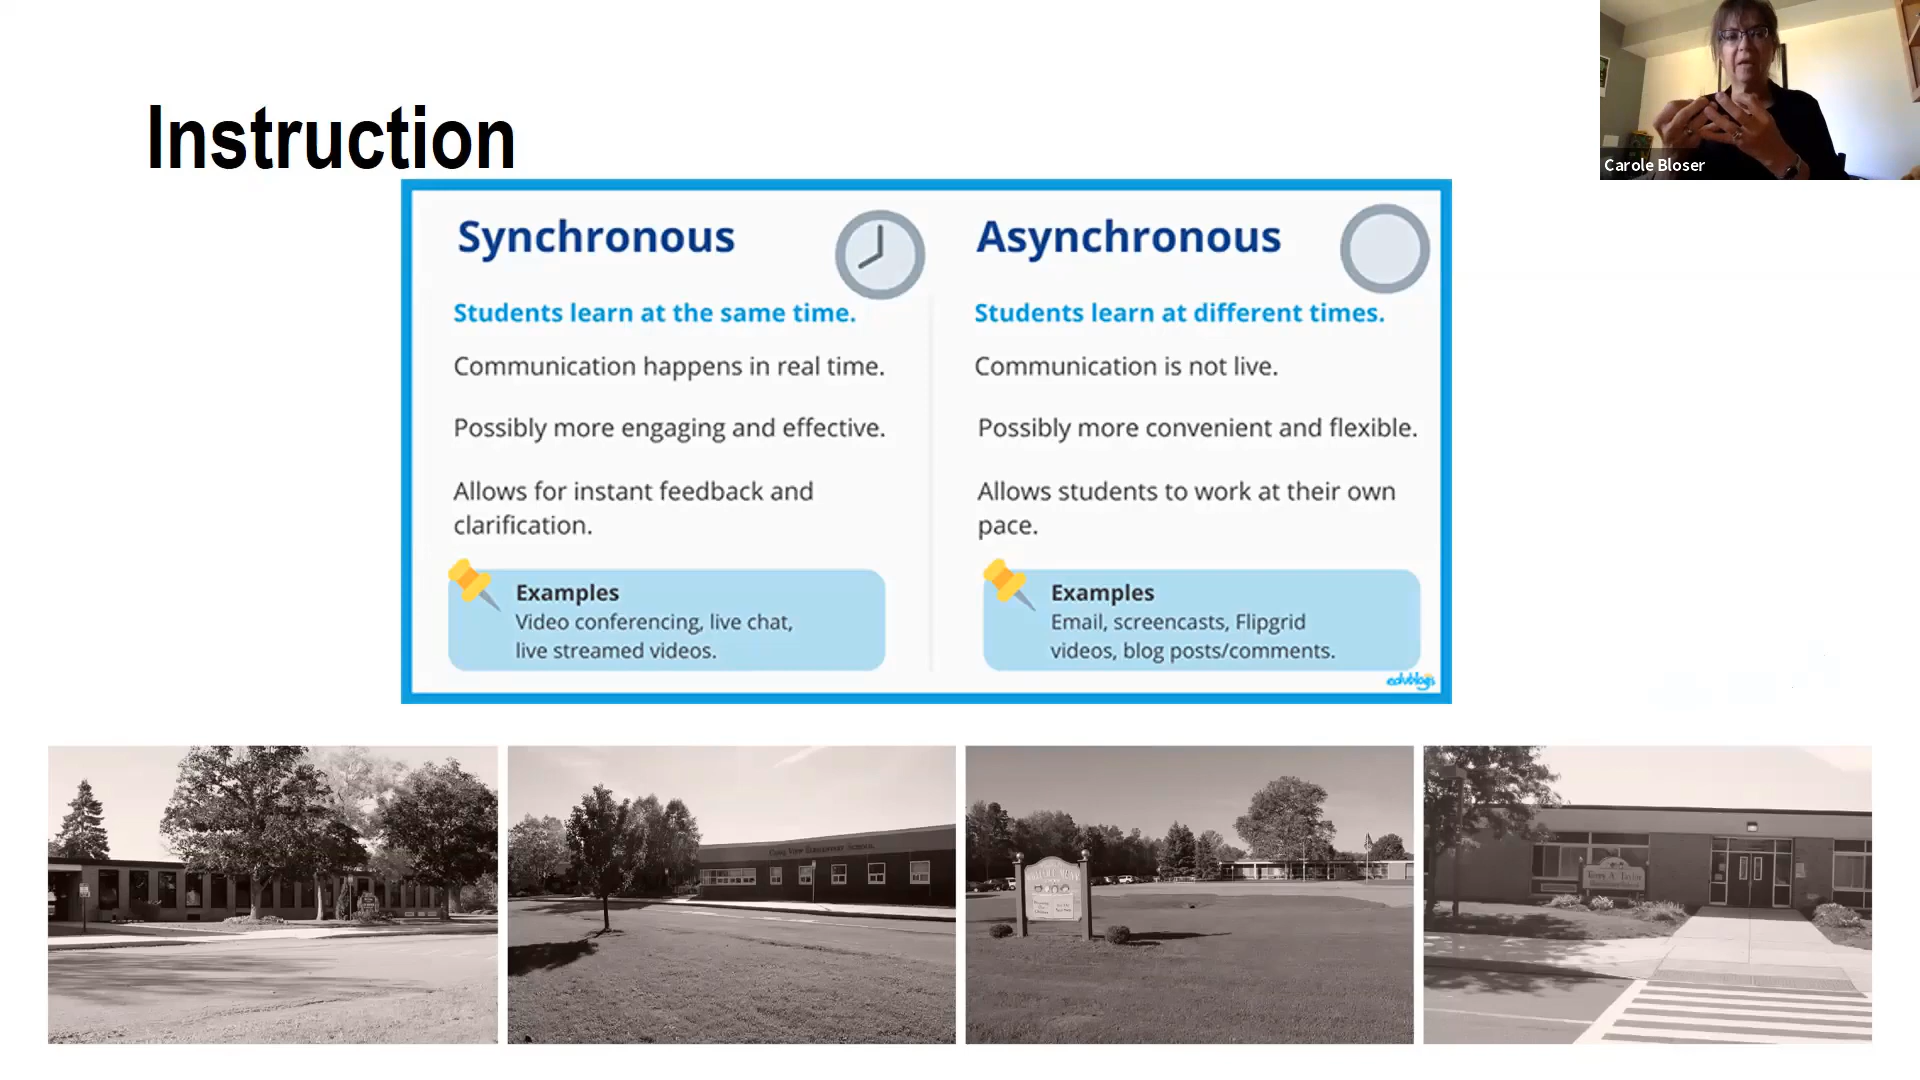 Instruction
Carole Bloser
Synchronous
Students learn at the same time.
Communication happens in real time.
Possibly more engaging and effective.
Allows for instant feedback and
clarification.
Examples
Video conferencing, live chat,
live streamed videos.
Asynchronous
Students learn at different times.
Communication is not live.
Possibly more convenient and flexible.
Allows students to work at their own
pace.
Examples
Email, screencasts, Flipgrid
videos, blog posts/comments.
edublogs